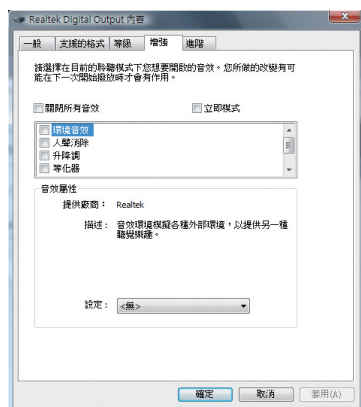 Realtek Digital Output 內容
一般 支援的格式 等級 增強 進階
請選擇在目前的聆聽模式下您想要開啟的音效。您所做的改變有可
能在下一次開始撥放時才會有作用。
關閉所有音效 立即模式
環境音效
人聲消除
升降調
等化器
音效屬性
提供廠商: Realtek
描述: 音效環境模擬各種外部環境,以提供另一種
聽覺樂趣。
設定: <無>
確定 取消 套用(A)